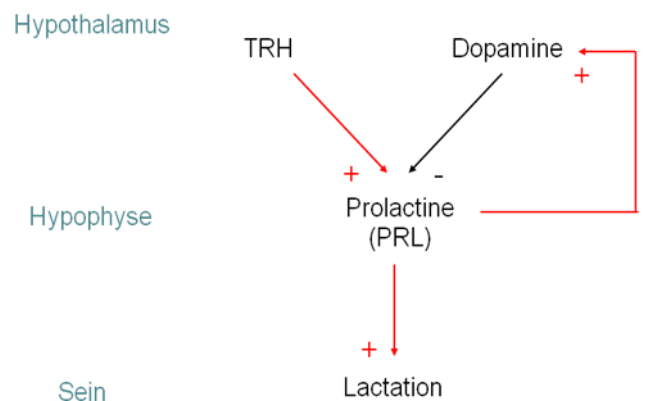 Hypothalamus
TRH
Dopamine
+
+
-
Hypophyse
Prolactine
(PRL)
+
Sein
Lactation